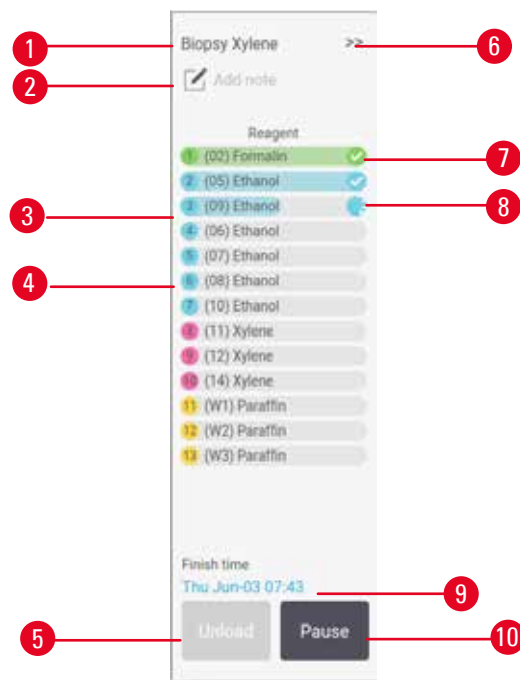 1 Biopsy Xylene >> 6
2 Add note
Reagent
1 (02) Formalin 7
2 (05) Ethanol
3 3 (09) Ethanol 8
4 (06) Ethanol
5 (07) Ethanol
4 6 (08) Ethanol
7 (10) Ethanol
8 (11) Xylene
9 (12) Xylene
10 (14) Xylene
11 (W1) Paraffin
12 (W2) Paraffin
13 (W3) Paraffin
Finish time
Thu Jun-03 07:43 9
5 Unload Pause 10